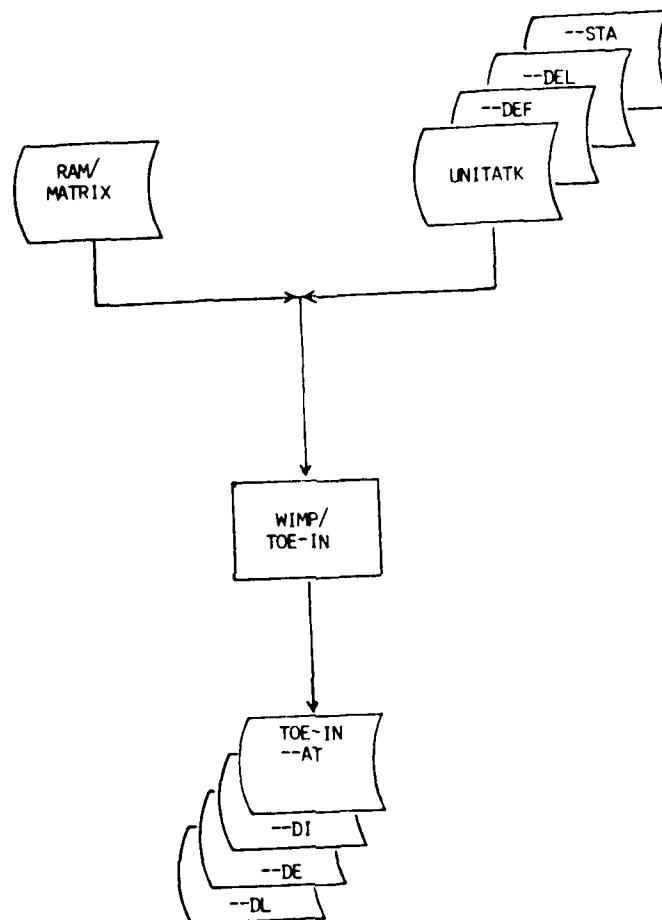 --STA
--DEL
--DEF
UNITATK
RAM/
MATRIX
WIMP/
TOE-IN
TOE-IN
--AT
--DI
--DE
--DL